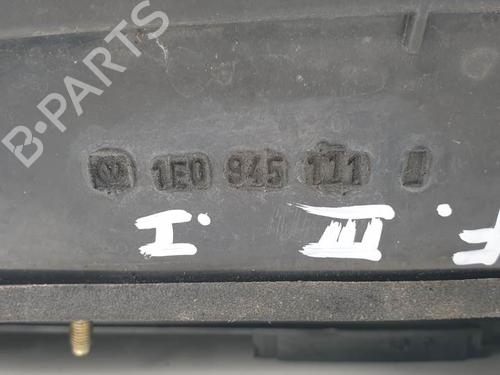 B-PARTS
1E0 945 111
I. III F.